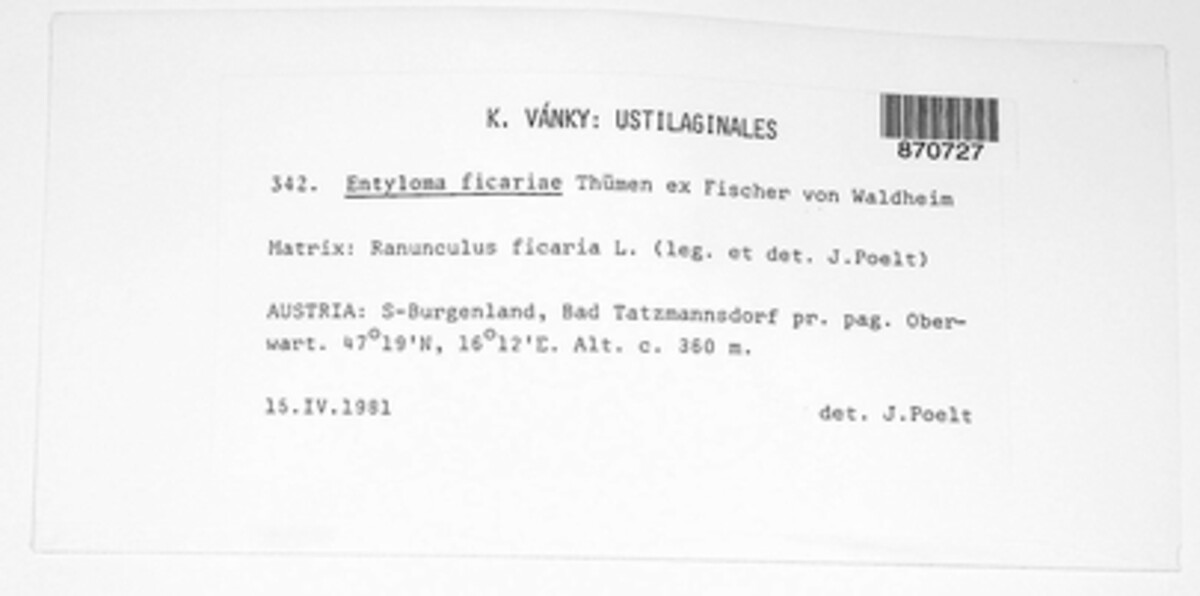 K. VÁNKY: USTILAGINALES
870727
342. Entyloma ficariae Thümen ex Fischer von Waldheim
Matrix: Ranunculus ficaria L. (leg. et det. J.Poelt)
AUSTRIA: S-Burgenland, Bad Tatzmannsdorf pr. pag. Ober-
wart. 47°19'N, 16°12'E. Alt. c. 360 m.
15.IV.1981
det. J.Poelt